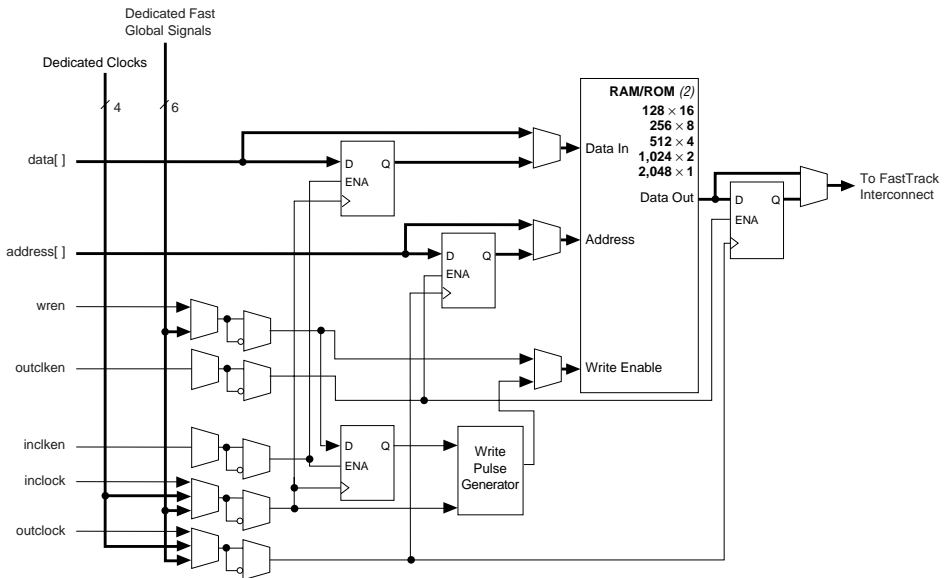 Dedicated Fast
Global Signals
Dedicated Clocks
4
6
RAM/ROM (2)
128 × 16
256 × 8
512 × 4
1,024 × 2
2,048 × 1
data[ ]
D
Q
ENA
Data In
Data Out
D
Q
ENA
To FastTrack
Interconnect
address[ ]
D
Q
ENA
Address
wren
outclken
Write Enable
inclken
D
Q
ENA
Write
Pulse
Generator
inclock
outclock